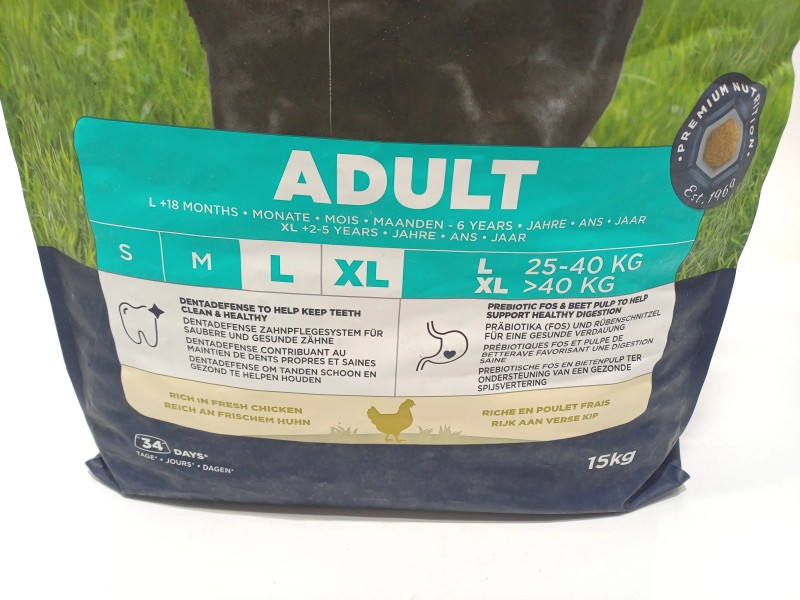 PREMIUM NUTRITION
Est. 1969
ADULT
L +18 MONTHS • MONATE • MOIS • MAANDEN - 6 YEARS • JAHRE • ANS • JAAR
XL +2-5 YEARS • JAHRE • ANS • JAAR
S M L XL
L 25-40 KG
XL >40 KG
DENTADEFENSE TO HELP KEEP TEETH
CLEAN & HEALTHY
DENTADEFENSE ZAHNPFLEGESYSTEM FÜR
SAUBERE UND GESUNDE ZÄHNE
DENTADEFENSE CONTRIBUANT AU
MAINTIEN DE DENTS PROPRES ET SAINES
DENTADEFENSE OM TANDEN SCHOON EN
GEZOND TE HELPEN HOUDEN
PREBIOTIC FOS & BEET PULP TO HELP
SUPPORT HEALTHY DIGESTION
PRÄBIOTIKA (FOS) UND RÜBENSCHNITZEL
FÜR EINE GESUNDE VERDAUUNG
PRÉBIOTIQUES FOS ET PULPE DE
BETTERAVE FAVORISANT UNE DIGESTION
SAINE
PREBIOTISCHE FOS EN BIETENPULP TER
ONDERSTEUNING VAN EEN GEZONDE
SPIJSVERTERING
RICH IN FRESH CHICKEN
REICH AN FRISCHEM HUHN
RICHE EN POULET FRAIS
RIJK AAN VERSE KIP
34 DAYS*
TAGE* • JOURS* • DAGEN*
15kg